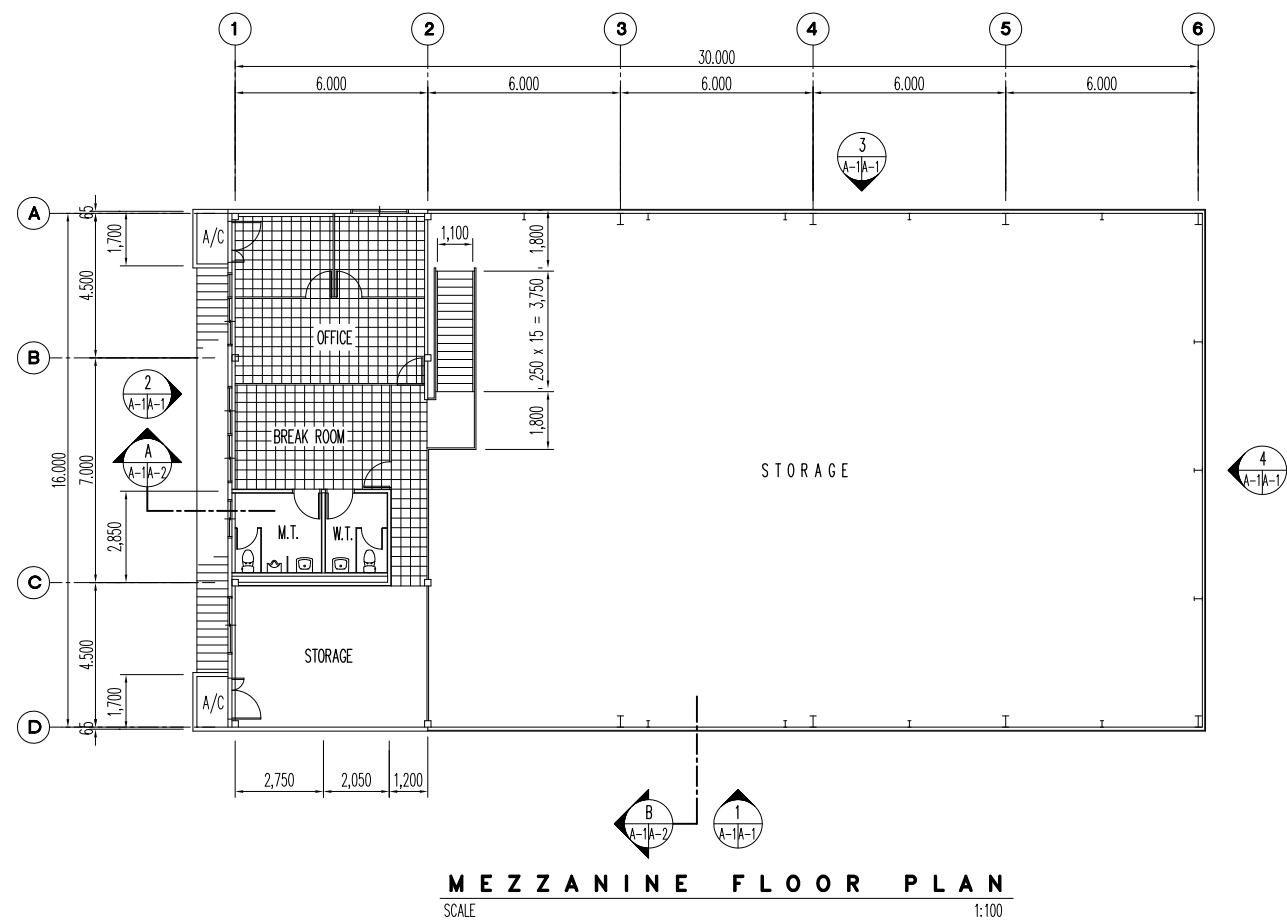 1 2 3 4 5 6
30.000
6.000 6.000 6.000 6.000 6.000
3
A-1 A-1
A
65
1,700
4.500
A/C
1,100
1,800
OFFICE
250 x 15 = 3,750
B
2
A-1 A-1
BREAK ROOM
1,800
A
A-1 A-2
16.000
7.000
STORAGE
4
A-1 A-1
2,850
M.T.
W.T.
C
4.500
STORAGE
1,700
A/C
D
65
2,750 2,050 1,200
B
A-1 A-2
1
A-1 A-1
MEZZANINE FLOOR PLAN
SCALE 1:100